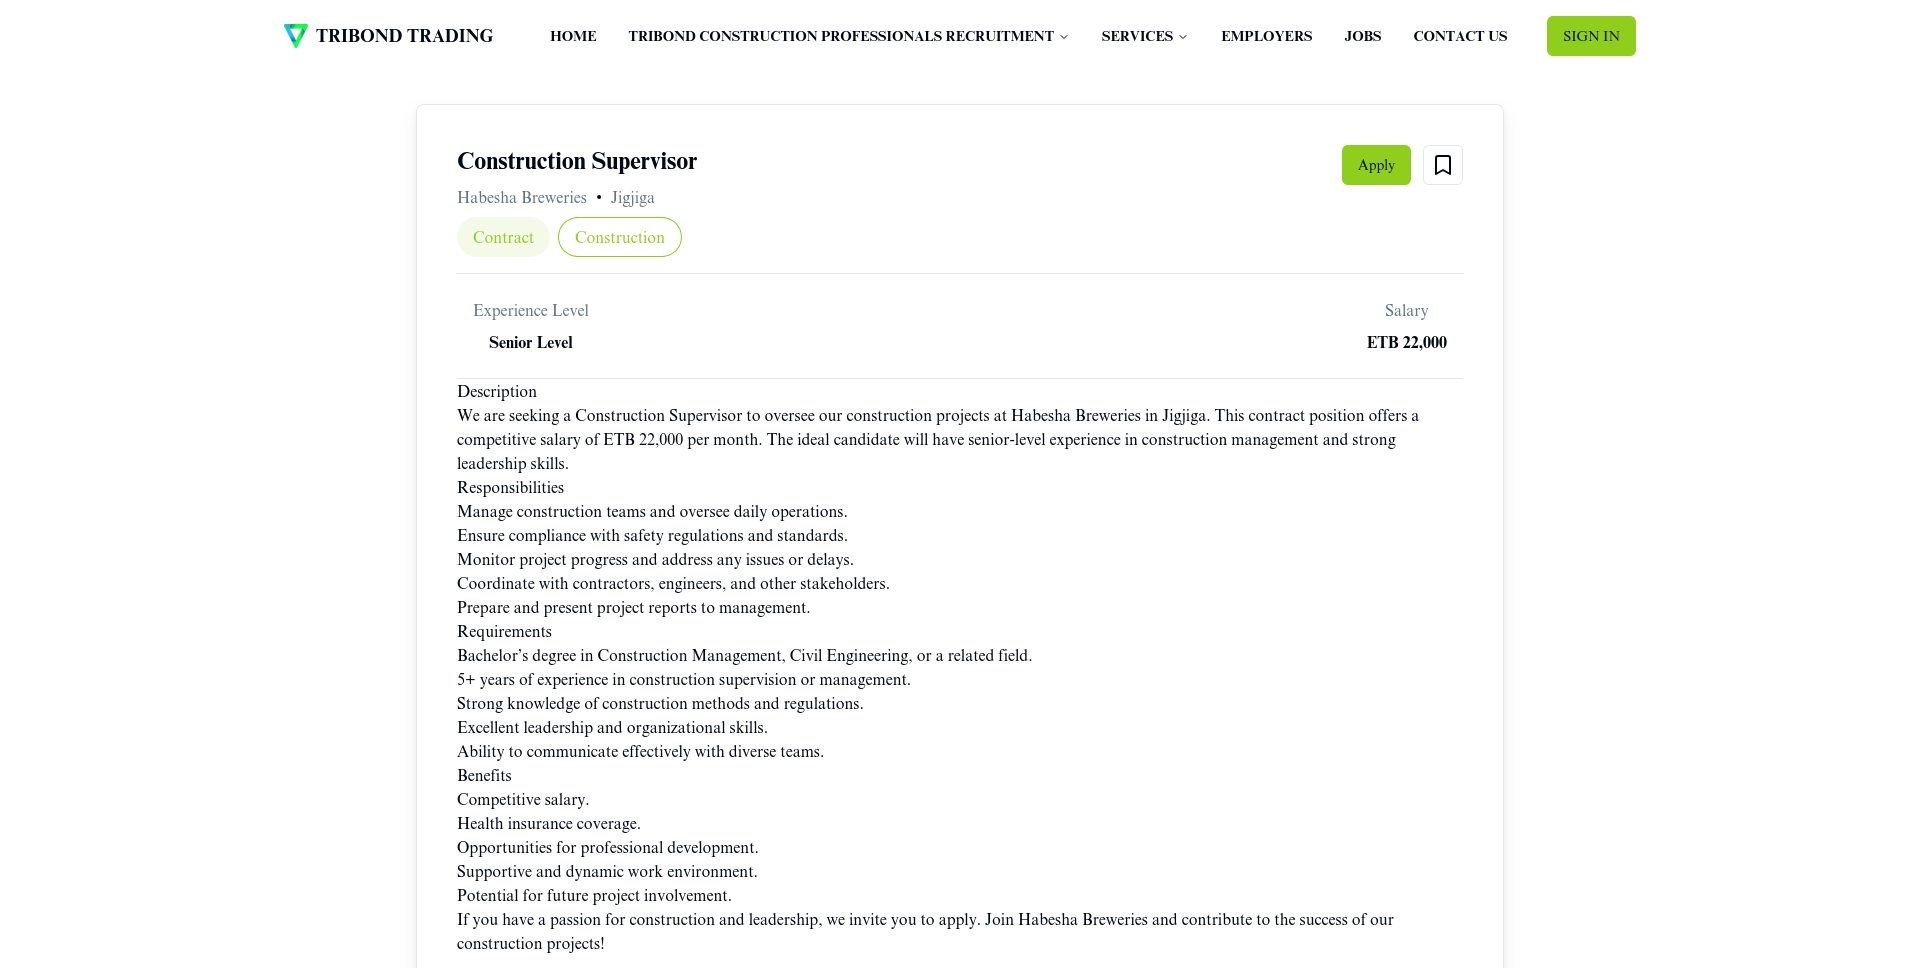 TRIBOND TRADING
HOME
TRIBOND CONSTRUCTION PROFESSIONALS RECRUITMENT
SERVICES
EMPLOYERS
JOBS
CONTACT US
SIGN IN
Construction Supervisor
Apply
Habesha Breweries • Jigjiga
Contract
Construction
Experience Level
Senior Level
Salary
ETB 22,000
Description
We are seeking a Construction Supervisor to oversee our construction projects at Habesha Breweries in Jigjiga. This contract position offers a
competitive salary of ETB 22,000 per month. The ideal candidate will have senior-level experience in construction management and strong
leadership skills.
Responsibilities
Manage construction teams and oversee daily operations.
Ensure compliance with safety regulations and standards.
Monitor project progress and address any issues or delays.
Coordinate with contractors, engineers, and other stakeholders.
Prepare and present project reports to management.
Requirements
Bachelor’s degree in Construction Management, Civil Engineering, or a related field.
5+ years of experience in construction supervision or management.
Strong knowledge of construction methods and regulations.
Excellent leadership and organizational skills.
Ability to communicate effectively with diverse teams.
Benefits
Competitive salary.
Health insurance coverage.
Opportunities for professional development.
Supportive and dynamic work environment.
Potential for future project involvement.
If you have a passion for construction and leadership, we invite you to apply. Join Habesha Breweries and contribute to the success of our
construction projects!